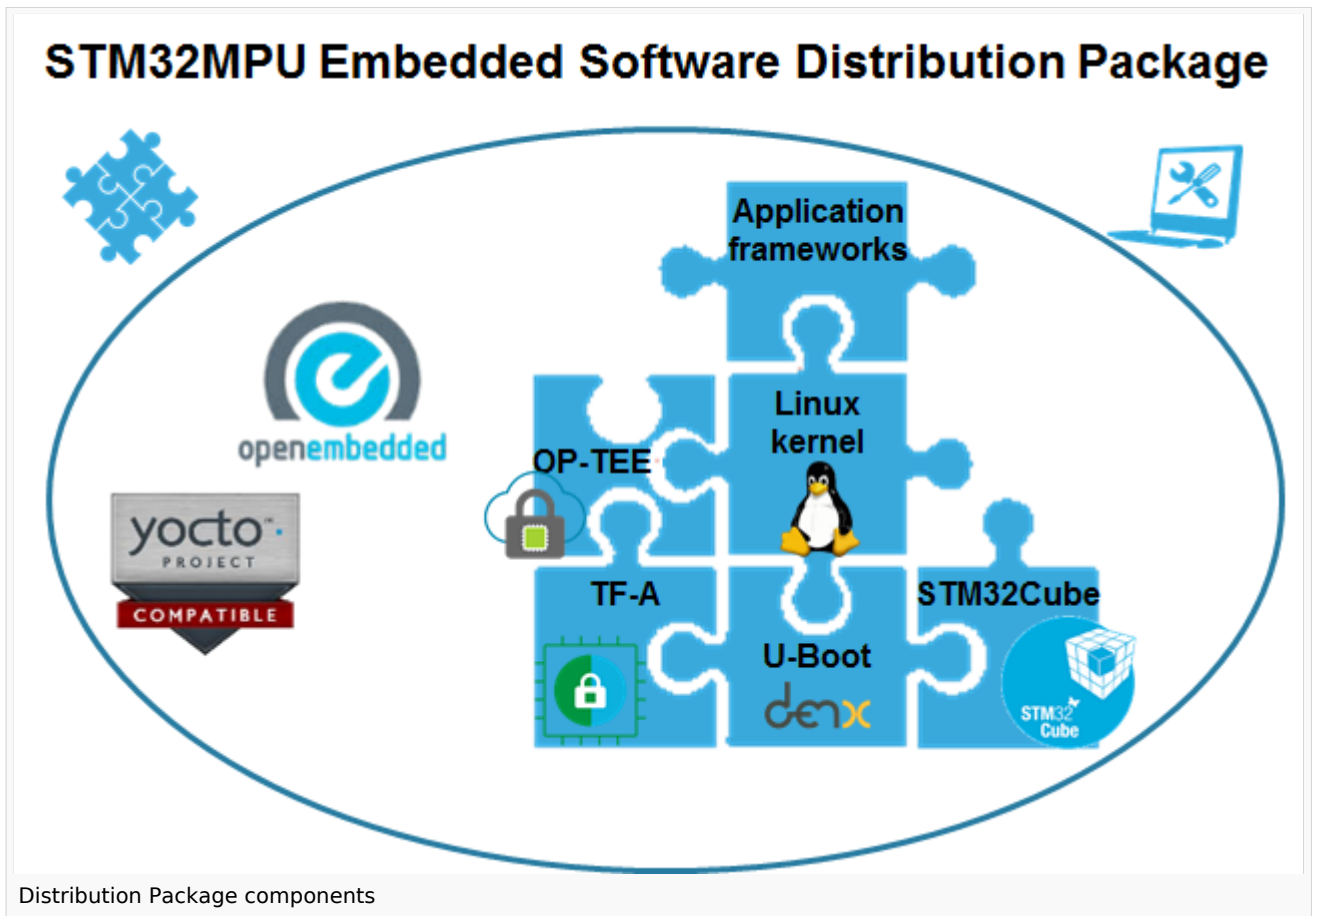 STM32MPU Embedded Software Distribution Package
Application
frameworks
openembedded
OP-TEE
Linux
kernel
yocto™
PROJECT
COMPATIBLE
TF-A
U-Boot
denx
STM32Cube
STM32
Cube
Distribution Package components